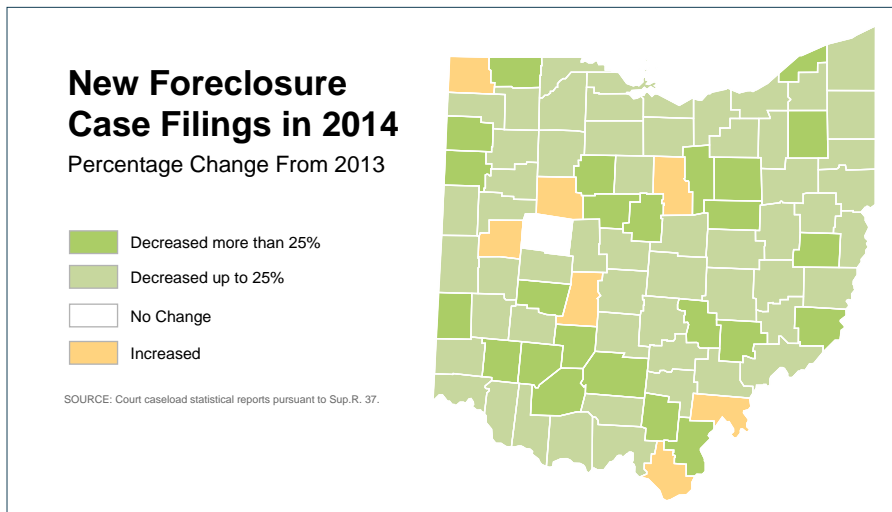 New Foreclosure
Case Filings in 2014
Percentage Change From 2013
Decreased more than 25%
Decreased up to 25%
No Change
Increased
SOURCE: Court caseload statistical reports pursuant to Sup.R. 37.